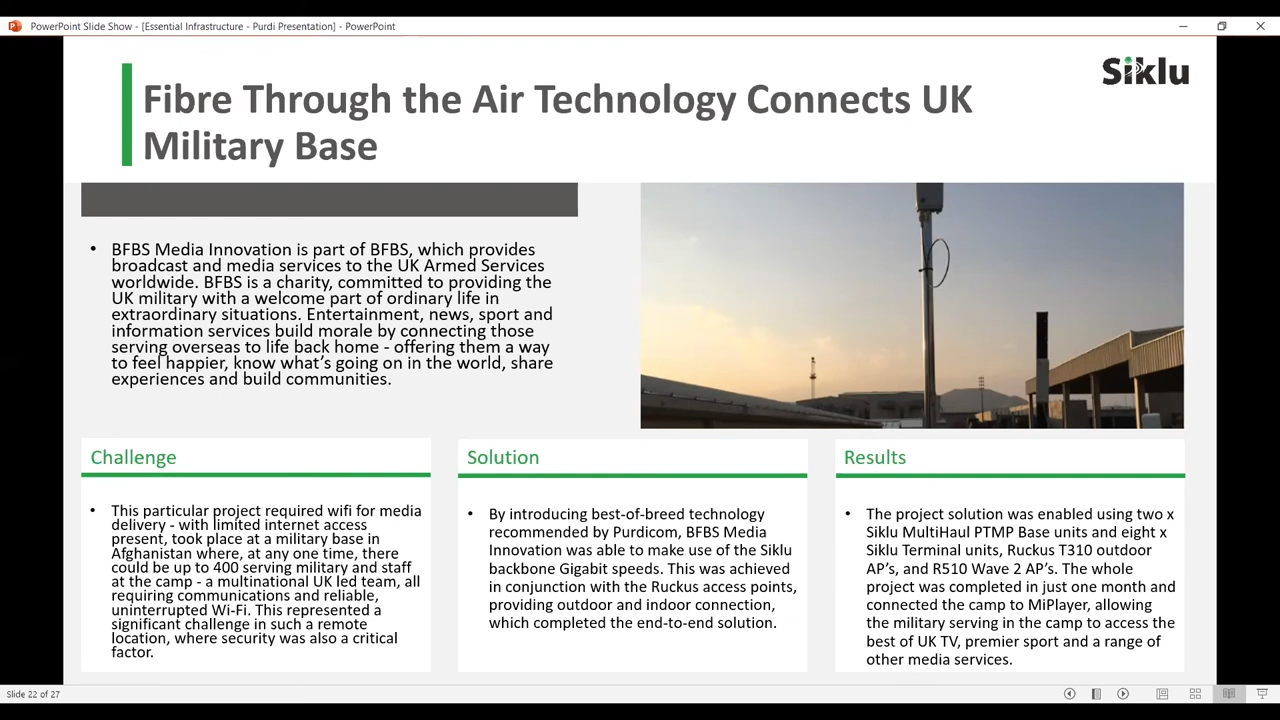 PowerPoint Slide Show - [Essential Infrastructure - Purdi Presentation] - PowerPoint
Siklu
Fibre Through the Air Technology Connects UK
Military Base
• BFBS Media Innovation is part of BFBS, which provides
broadcast and media services to the UK Armed Services
worldwide. BFBS is a charity, committed to providing the
UK military with a welcome part of ordinary life in
extraordinary situations. Entertainment, news, sport and
information services build morale by connecting those
serving overseas to life back home - offering them a way
to feel happier, know what's going on in the world, share
experiences and build communities.
Challenge
• This particular project required wifi for media
delivery - with limited internet access
present, took place at a military base in
Afghanistan where, at any one time, there
could be up to 400 serving military and staff
at the camp - a multinational UK led team, all
requiring communications and reliable,
uninterrupted Wi-Fi. This represented a
significant challenge in such a remote
location, where security was also a critical
factor.
Solution
• By introducing best-of-breed technology
recommended by Purdicom, BFBS Media
Innovation was able to make use of the Siklu
backbone Gigabit speeds. This was achieved
in conjunction with the Ruckus access points,
providing outdoor and indoor connection,
which completed the end-to-end solution.
Results
• The project solution was enabled using two x
Siklu MultiHaul PTMP Base units and eight x
Siklu Terminal units, Ruckus T310 outdoor
AP's, and R510 Wave 2 AP's. The whole
project was completed in just one month and
connected the camp to MiPlayer, allowing
the military serving in the camp to access the
best of UK TV, premier sport and a range of
other media services.
Slide 22 of 27